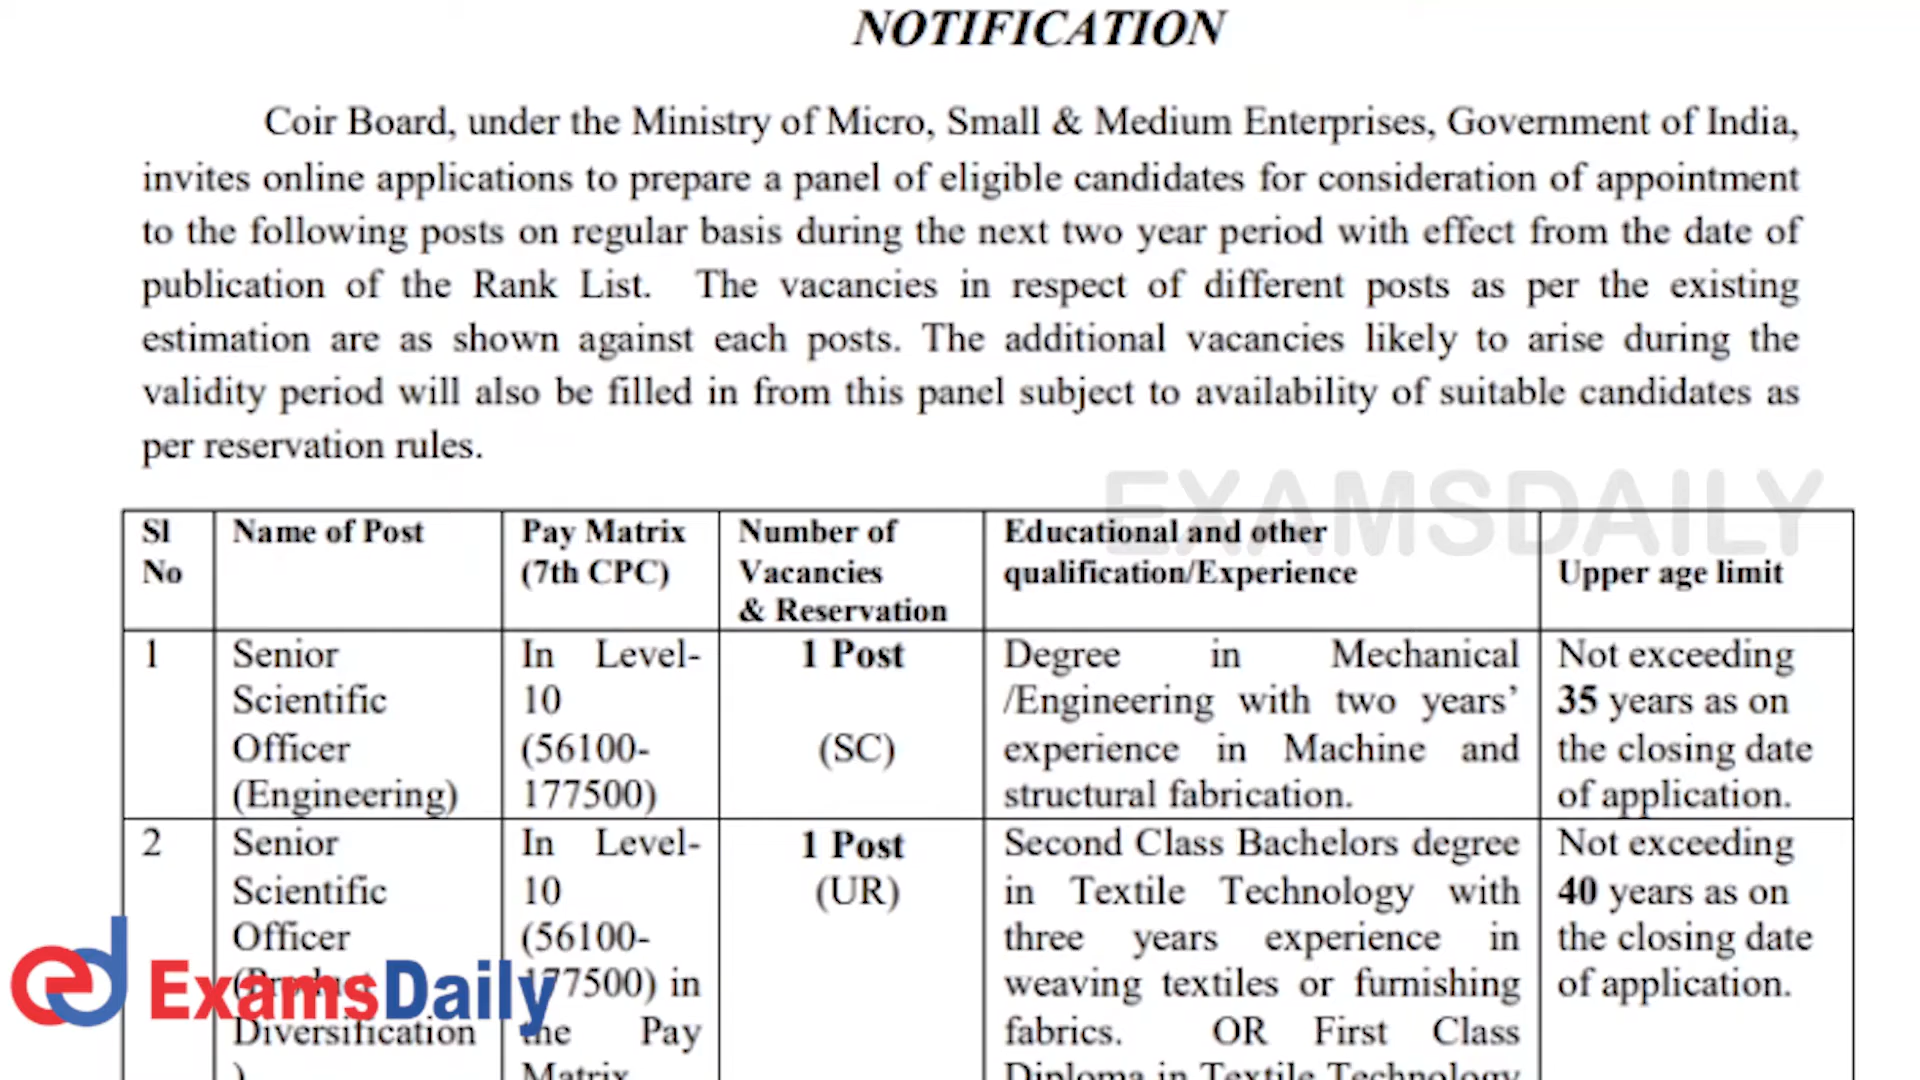 NOTIFICATION
Coir Board, under the Ministry of Micro, Small & Medium Enterprises, Government of India,
invites online applications to prepare a panel of eligible candidates for consideration of appointment
to the following posts on regular basis during the next two year period with effect from the date of
publication of the Rank List. The vacancies in respect of different posts as per the existing
estimation are as shown against each posts. The additional vacancies likely to arise during the
validity period will also be filled in from this panel subject to availability of suitable candidates as
per reservation rules.
EXAMSDAILY
Sl
No
Name of Post
Pay Matrix
(7th CPC)
Number of
Vacancies
& Reservation
Educational and other
qualification/Experience
Upper age limit
1
Senior
Scientific
Officer
(Engineering)
In Level-
10
(56100-
177500)
1 Post
(SC)
Degree in Mechanical
/Engineering with two years’
experience in Machine and
structural fabrication.
Not exceeding
35 years as on
the closing date
of application.
2
Senior
Scientific
Officer
(Product
Diversification
)
In Level-
10
(56100-
177500) in
the Pay
Matrix
1 Post
(UR)
Second Class Bachelors degree
in Textile Technology with
three years experience in
weaving textiles or furnishing
fabrics. OR First Class
Diploma in Textile Technology
Not exceeding
40 years as on
the closing date
of application.
ed ExamsDaily